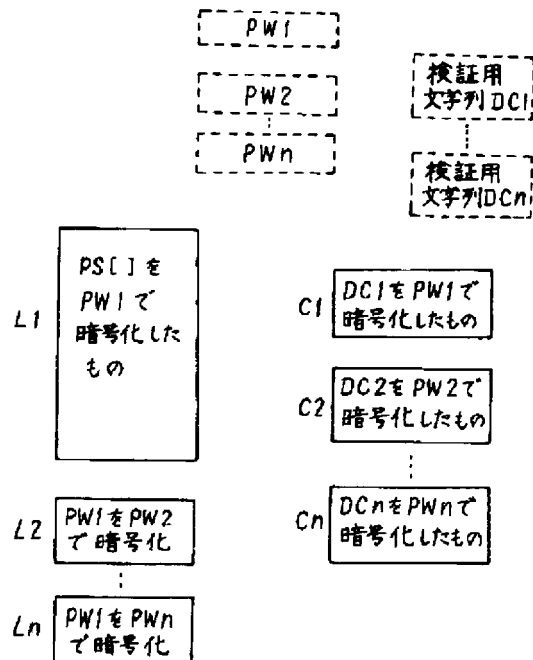 PW1
PW2
PWn
検証用
文字列DC1
検証用
文字列DCn
L1
PS[]を
PW1で
暗号化した
もの
C1
DC1をPW1で
暗号化したもの
C2
DC2をPW2で
暗号化したもの
Cn
DCnをPWnで
暗号化したもの
L2
PW1をPW2
で暗号化
Ln
PW1をPWn
で暗号化